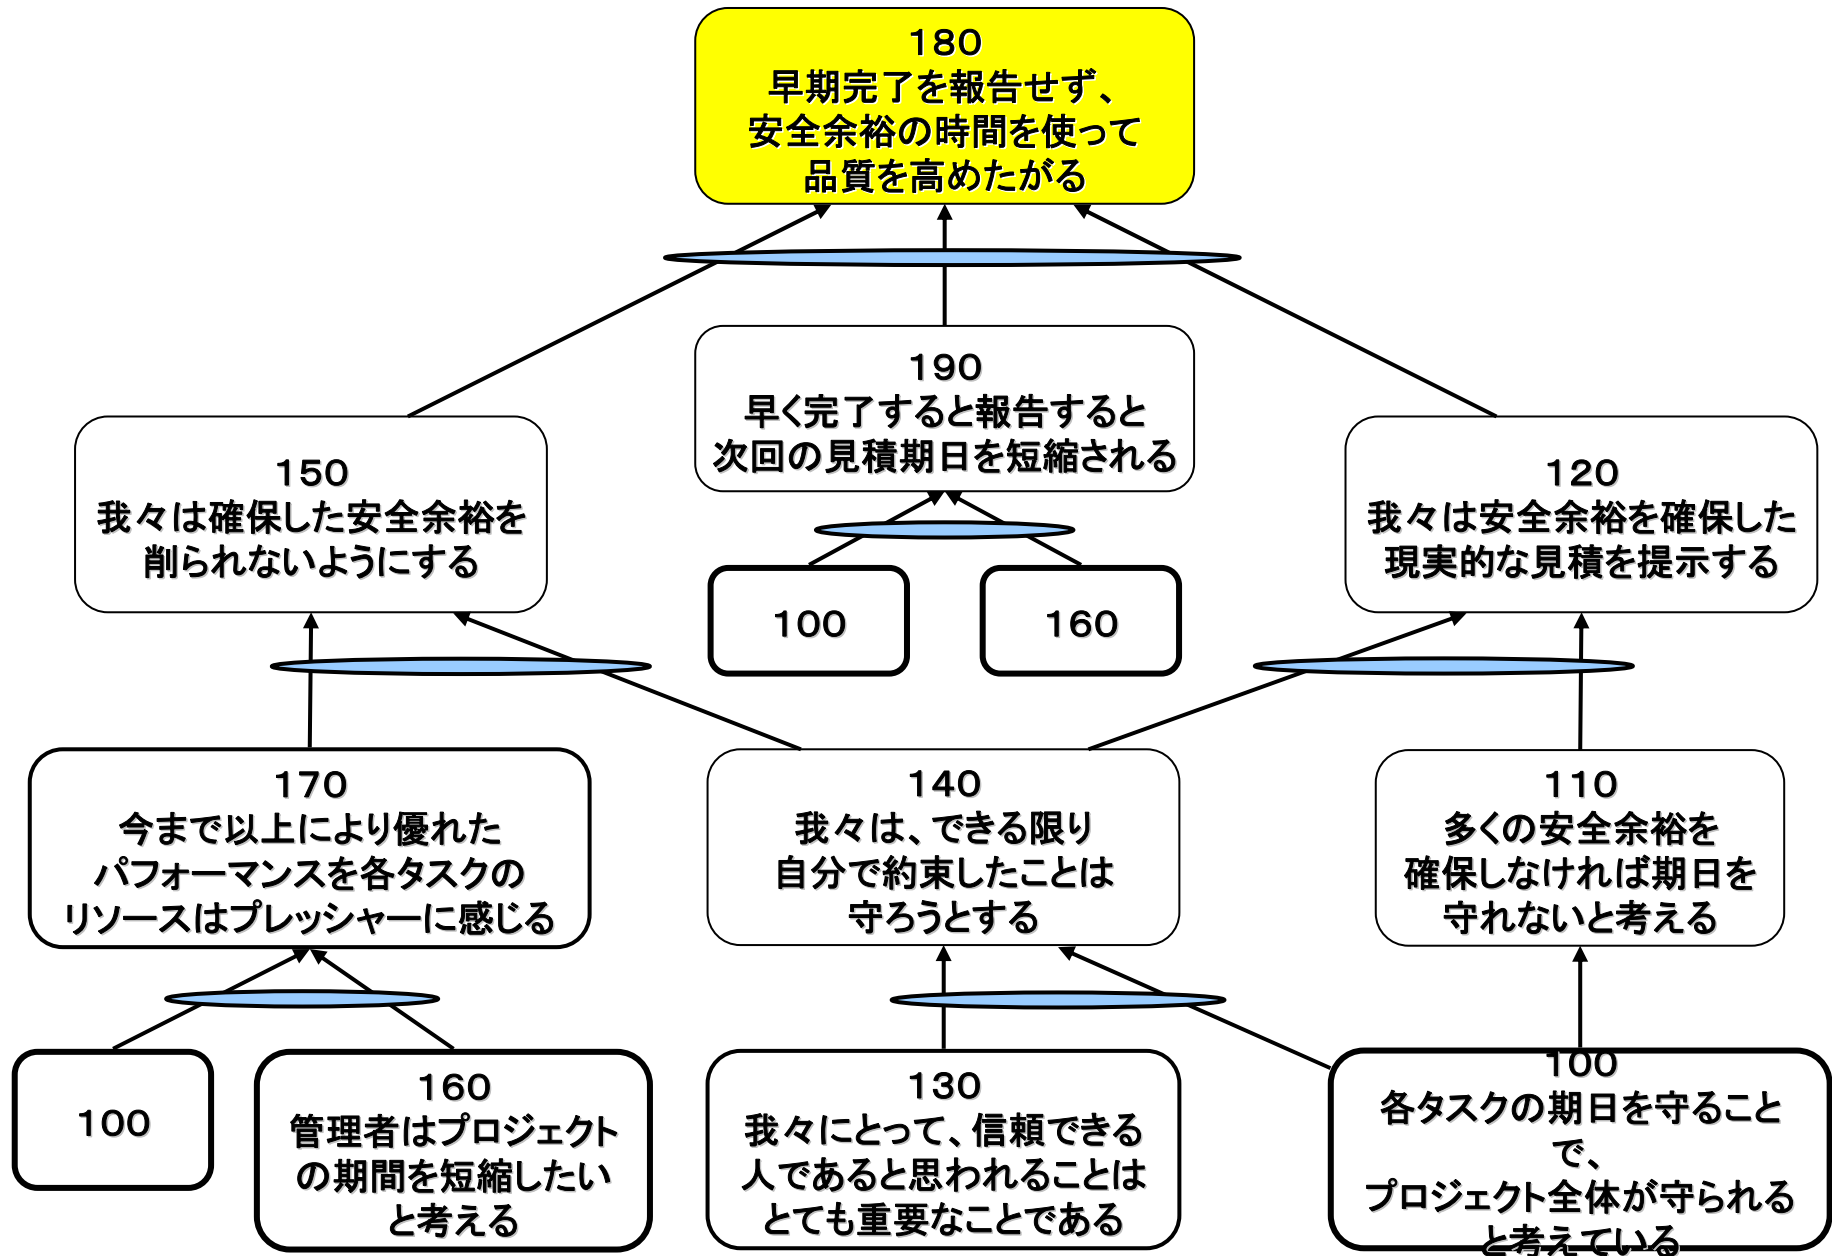 180
早期完了を報告せず、
安全余裕の時間を使って
品質を高めたがる
190
早く完了すると報告すると
次回の見積期日を短縮される
150
我々は確保した安全余裕を
削られないようにする
120
我々は安全余裕を確保した
現実的な見積を提示する
100
160
170
今まで以上により優れた
パフォーマンスを各タスクの
リソースはプレッシャーに感じる
140
我々は、できる限り
自分で約束したことは
守ろうとする
110
多くの安全余裕を
確保しなければ期日を
守れないと考える
100
160
管理者はプロジェクト
の期間を短縮したい
と考える
130
我々にとって、信頼できる
人であると思われることは
とても重要なことである
100
各タスクの期日を守ること
で、
プロジェクト全体が守られる
と考えている